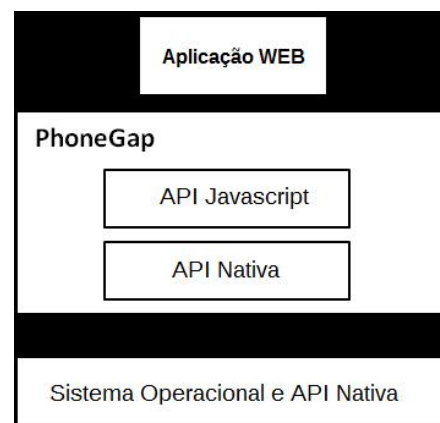 Aplicação WEB
PhoneGap
API Javascript
API Nativa
Sistema Operacional e API Nativa